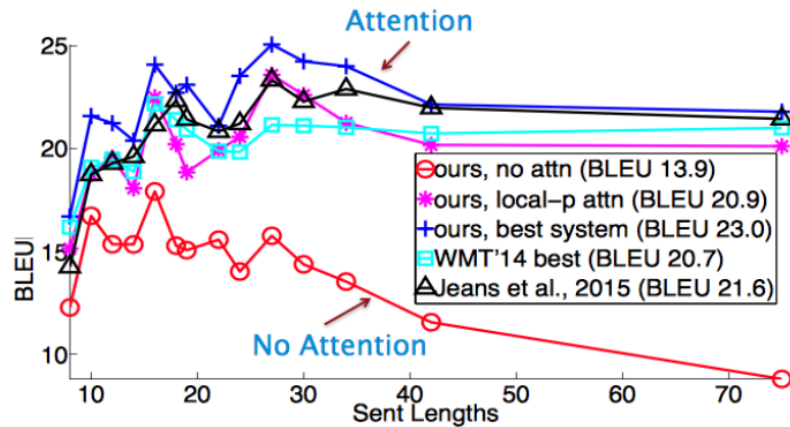 Attention
25
20
15
10
BLEU
ours, no attn (BLEU 13.9)
ours, local-p attn (BLEU 20.9)
ours, best system (BLEU 23.0)
WMT'14 best (BLEU 20.7)
Jeans et al., 2015 (BLEU 21.6)
No Attention
10 20 30 40 50 60 70
Sent Lengths